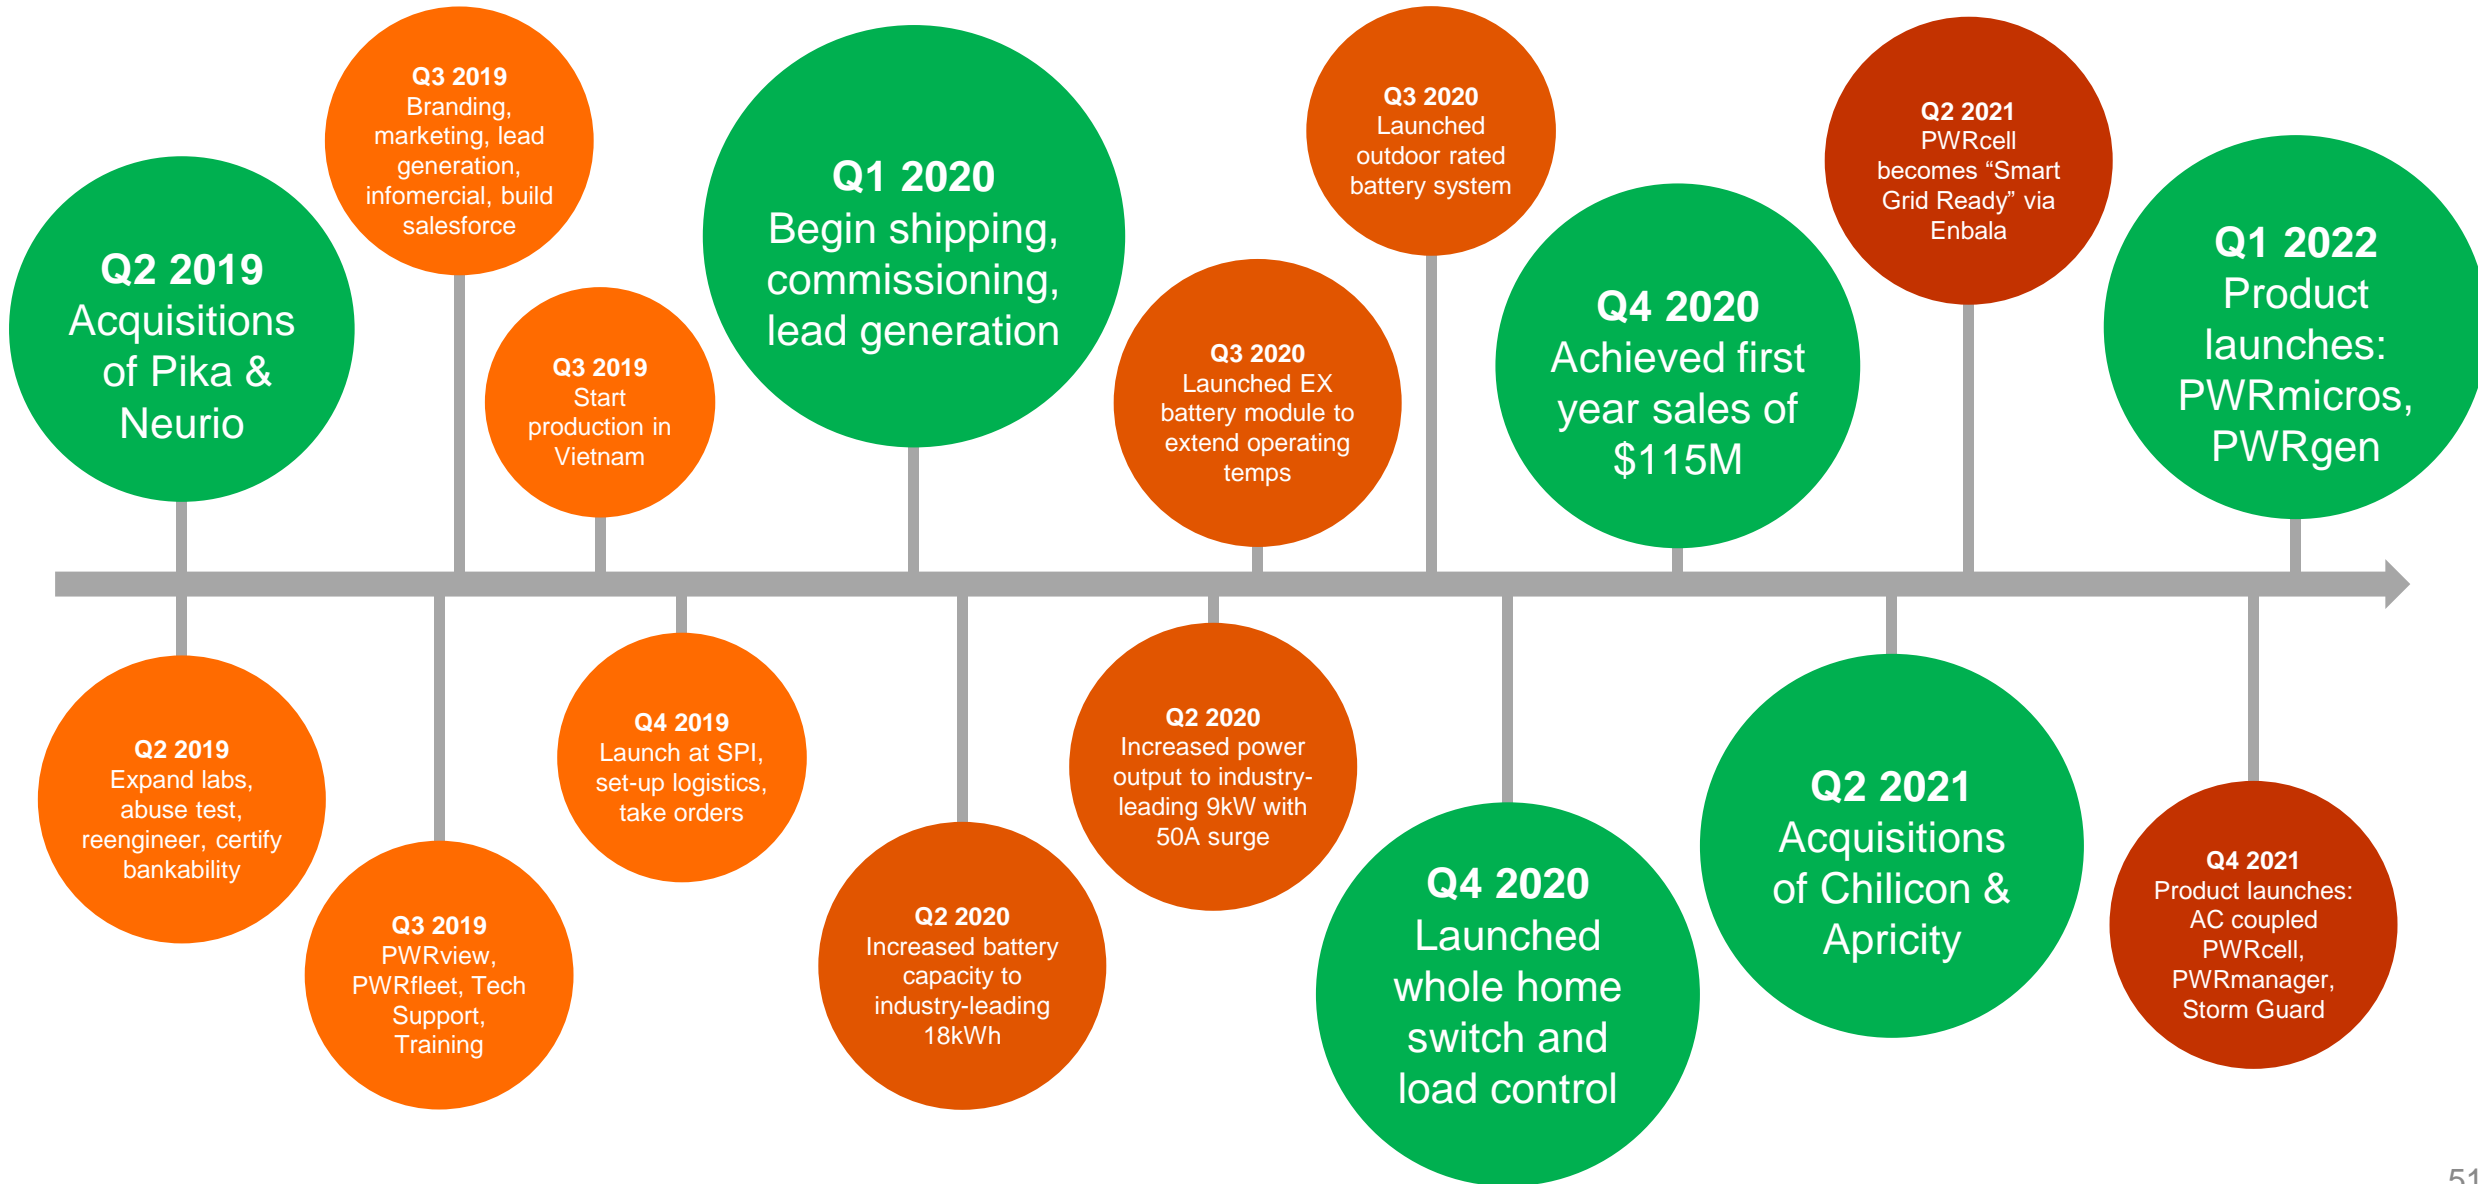 Q2 2019
Acquisitions
of Pika &
Neurio
Q2 2019
Expand labs,
abuse test,
reengineer, certify
bankability
Q3 2019
Branding,
marketing, lead
generation,
infomercial, build
salesforce
Q3 2019
PWRview,
PWRfleet, Tech
Support,
Training
Q3 2019
Start
production in
Vietnam
Q4 2019
Launch at SPI,
set-up logistics,
take orders
Q1 2020
Begin shipping,
commissioning,
lead generation
Q2 2020
Increased battery
capacity to
industry-leading
18kWh
Q2 2020
Increased power
output to industry-
leading 9kW with
50A surge
Q3 2020
Launched EX
battery module to
extend operating
temps
Q3 2020
Launched
outdoor rated
battery system
Q4 2020
Launched
whole home
switch and
load control
Q4 2020
Achieved first
year sales of
$115M
Q2 2021
Acquisitions
of Chilicon &
Apricity
Q2 2021
PWRcell
becomes “Smart
Grid Ready” via
Enbala
Q4 2021
Product launches:
AC coupled
PWRcell,
PWRmanager,
Storm Guard
Q1 2022
Product
launches:
PWRmicros,
PWRgen
51